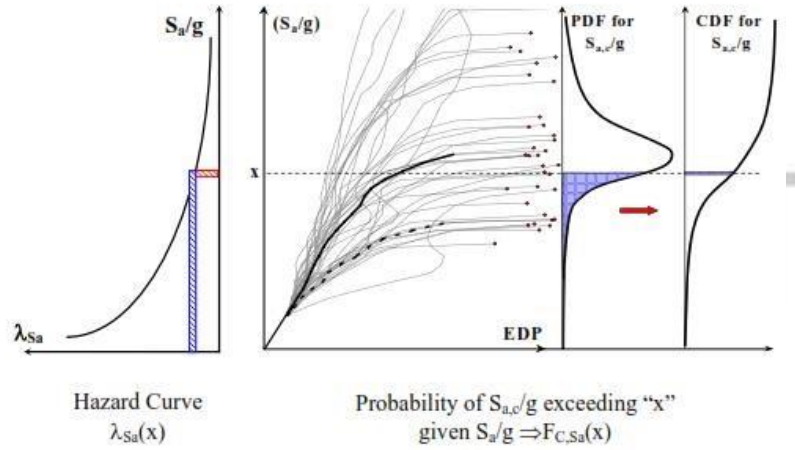 Sa/g
λSa
(Sa/g)
x
EDP
PDF for
Sa,c/g
CDF for
Sa,c/g
Hazard Curve
λSa(x)
Probability of Sa,c/g exceeding “x”
given Sa/g ⇒FC,Sa(x)